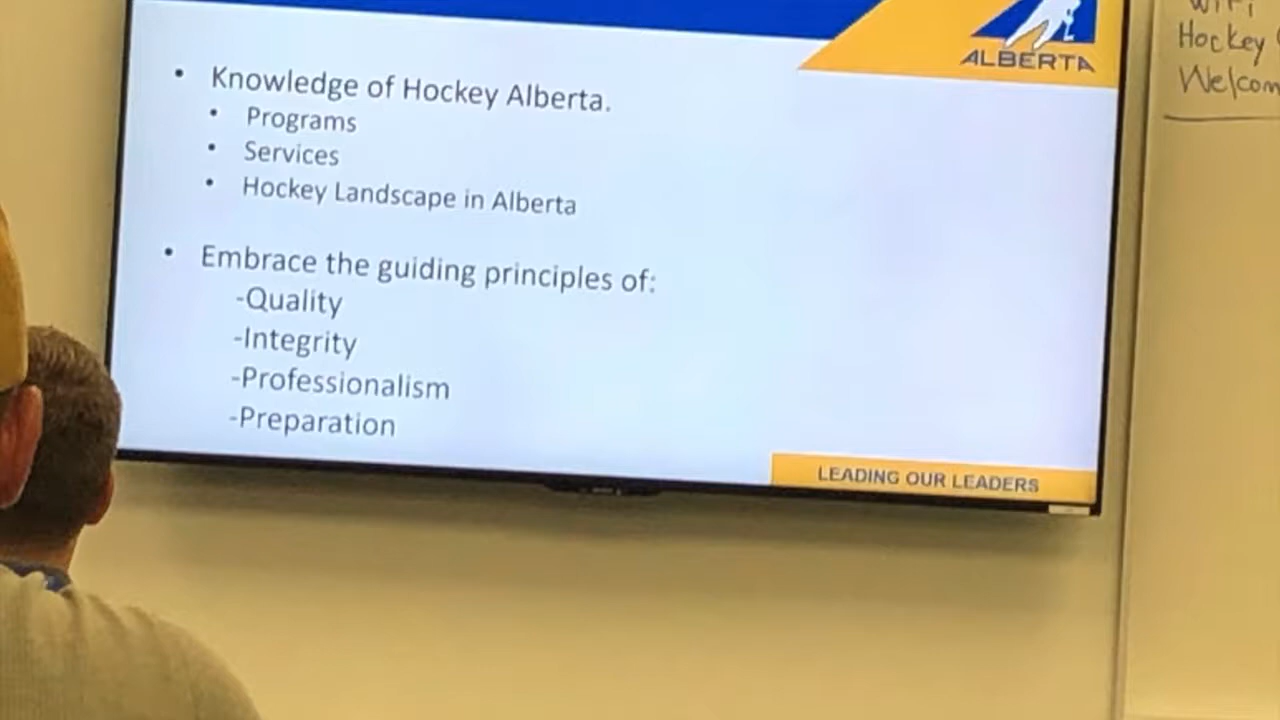 ALBERTA
• Knowledge of Hockey Alberta.
• Programs
• Services
• Hockey Landscape in Alberta
• Embrace the guiding principles of:
-Quality
-Integrity
-Professionalism
-Preparation
LEADING OUR LEADERS
WiFi
Hockey